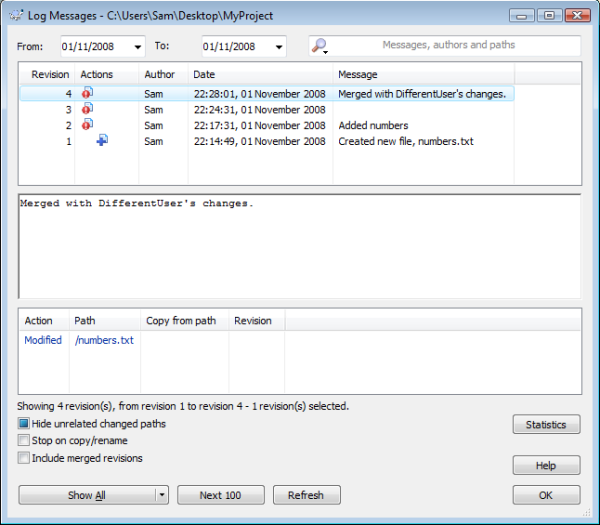 Log Messages - C:\Users\Sam\Desktop\MyProject
From: 01/11/2008 To: 01/11/2008 Messages, authors and paths
Revision Actions Author Date Message
4 Sam 22:28:01, 01 November 2008 Merged with DifferentUser's changes.
3 Sam 22:24:31, 01 November 2008
2 Sam 22:17:31, 01 November 2008 Added numbers
1 Sam 22:14:49, 01 November 2008 Created new file, numbers.txt
Merged with DifferentUser's changes.
Action Path Copy from path Revision
Modified /numbers.txt
Showing 4 revision(s), from revision 1 to revision 4 - 1 revision(s) selected.
Hide unrelated changed paths
Statistics
Stop on copy/rename
Include merged revisions
Help
Show All Next 100 Refresh OK